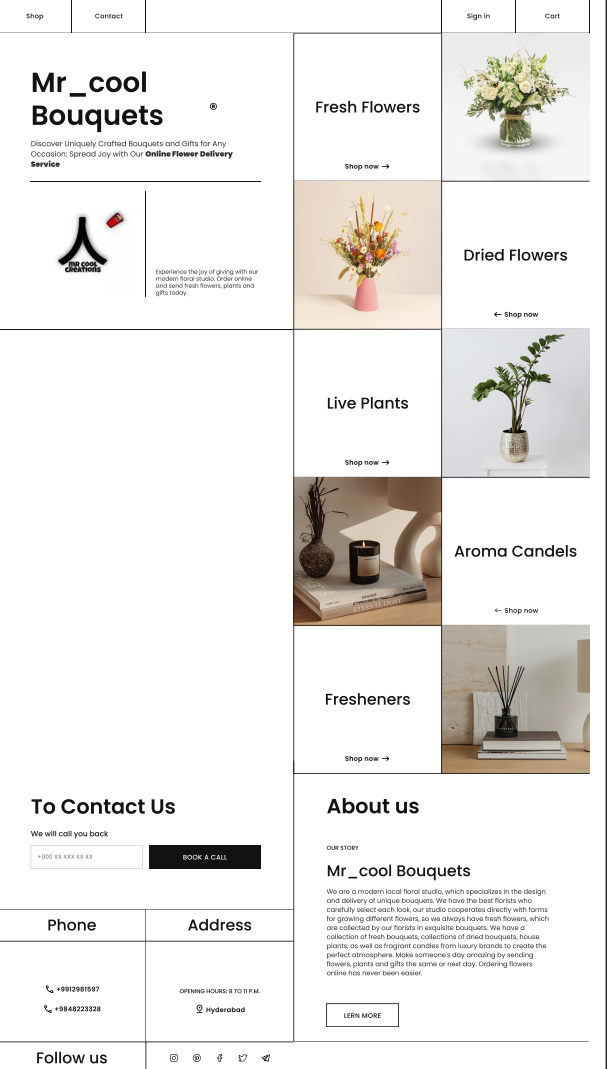 Shop
Contact
Sign in
Cart
Mr_cool
Bouquets
®
Discover Uniquely Crafted Bouquets and Gifts for Any
Occasion: Spread Joy with Our Online Flower Delivery
Service
MR COOL
CREATIONS
Experience the joy of giving with our
modern floral studio. Order online
and send fresh flowers, plants and
gifts today.
Fresh Flowers
Shop now →
Dried Flowers
← Shop now
Live Plants
Shop now →
ETERNAL LIGHT
Aroma Candels
← Shop now
Fresheners
Shop now →
To Contact Us
We will call you back
+000 XX XXX XX XX
BOOK A CALL
Phone
Address
+9912981597
+9848223328
OPENING HOURS: 8 TO 11 P.M.
Hyderabad
Follow us
About us
OUR STORY
Mr_cool Bouquets
We are a modern local floral studio, which specializes in the design
and delivery of unique bouquets. We have the best florists who
carefully select each look, our studio cooperates directly with farms
for growing different flowers, so we always have fresh flowers, which
are collected by our florists in exquisite bouquets. We have a
collection of fresh bouquets, collections of dried bouquets, house
plants, as well as fragrant candles from luxury brands to create the
perfect atmosphere. Make someone's day amazing by sending
flowers, plants and gifts the same or next day. Ordering flowers
online has never been easier.
LERN MORE